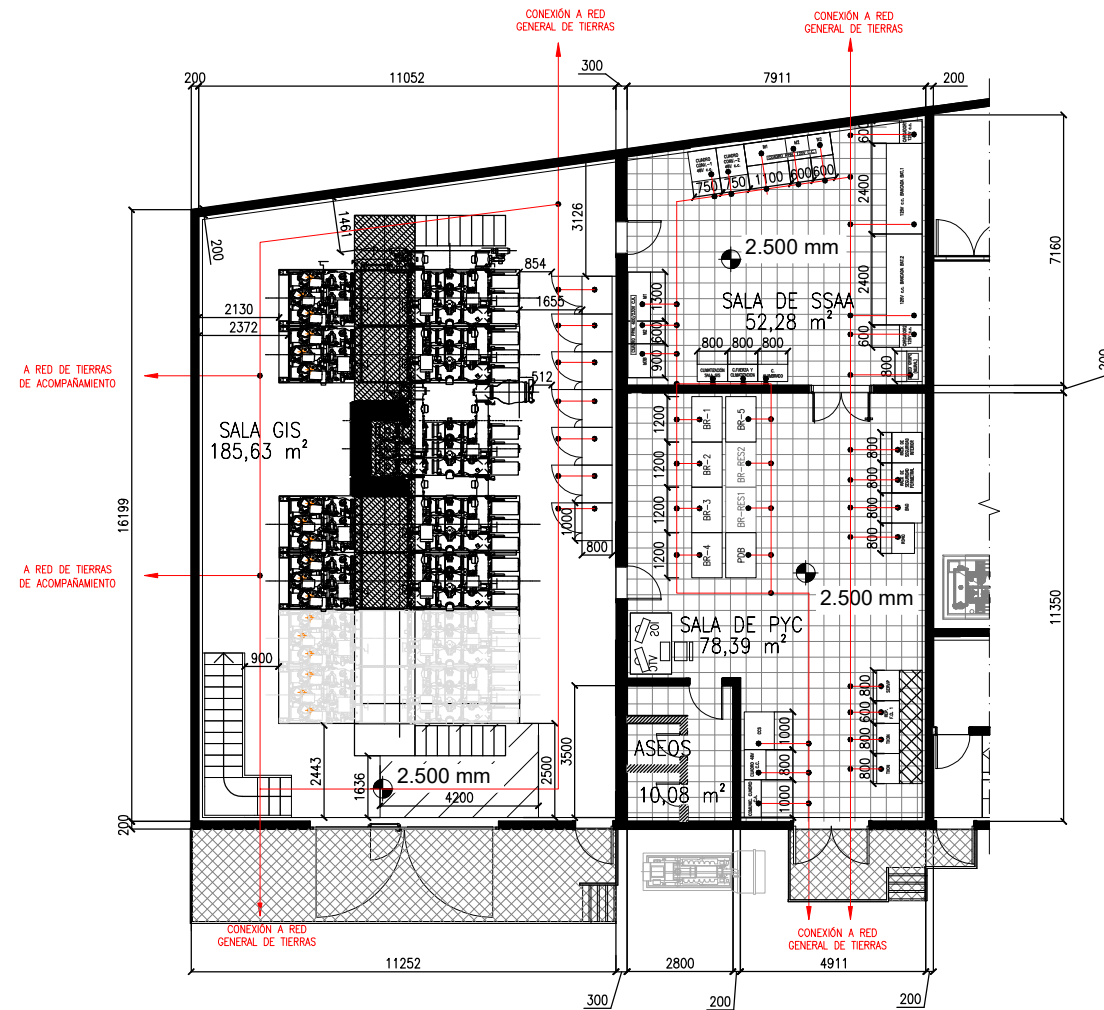 CONEXIÓN A RED
GENERAL DE TIERRAS
CONEXIÓN A RED
GENERAL DE TIERRAS
200
11052
300
7911
200
600
750
750
1100
600
600
2400
2400
600
800
7160
200
3126
1461
200
854
1655
2130
2372
512
2.500 mm
SALA DE SSAA
52,28 m²
1300
600
900
800
800
800
A RED DE TIERRAS
DE ACOMPAÑAMIENTO
SALA GIS
185,63 m²
16199
BR-1
BR-5
BR-2
BR-RES2
BR-3
BR-RES1
BR-4
PDB
1200
1200
1200
1200
800
800
800
800
1000
800
A RED DE TIERRAS
DE ACOMPAÑAMIENTO
2.500 mm
SALA DE PYC
78,39 m²
11350
900
3500
2443
1636
2.500 mm
4200
2500
ASEOS
10,08 m²
1000
800
1000
800
600
800
800
200
CONEXIÓN A RED
GENERAL DE TIERRAS
CONEXIÓN A RED
GENERAL DE TIERRAS
11252
300
2800
200
4911
200